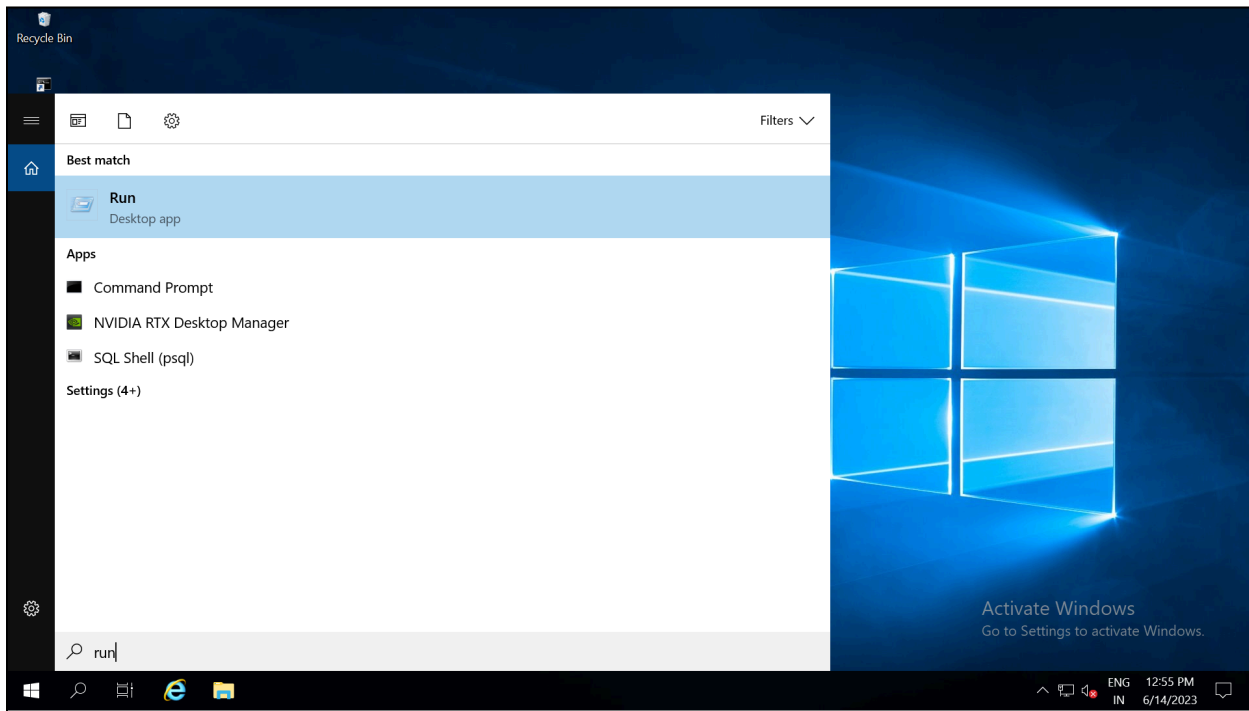 Recycle Bin
Filters
Best match
Run
Desktop app
Apps
Command Prompt
NVIDIA RTX Desktop Manager
SQL Shell (psql)
Settings (4+)
Activate Windows
Go to Settings to activate Windows.
run
ENG 12:55 PM
IN 6/14/2023